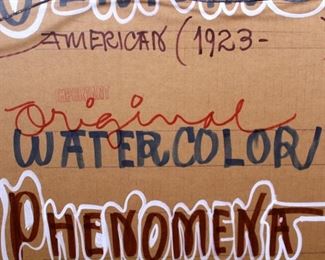 AMERICAN (1923-
Original
WATERCOLOR
PHENOMENA